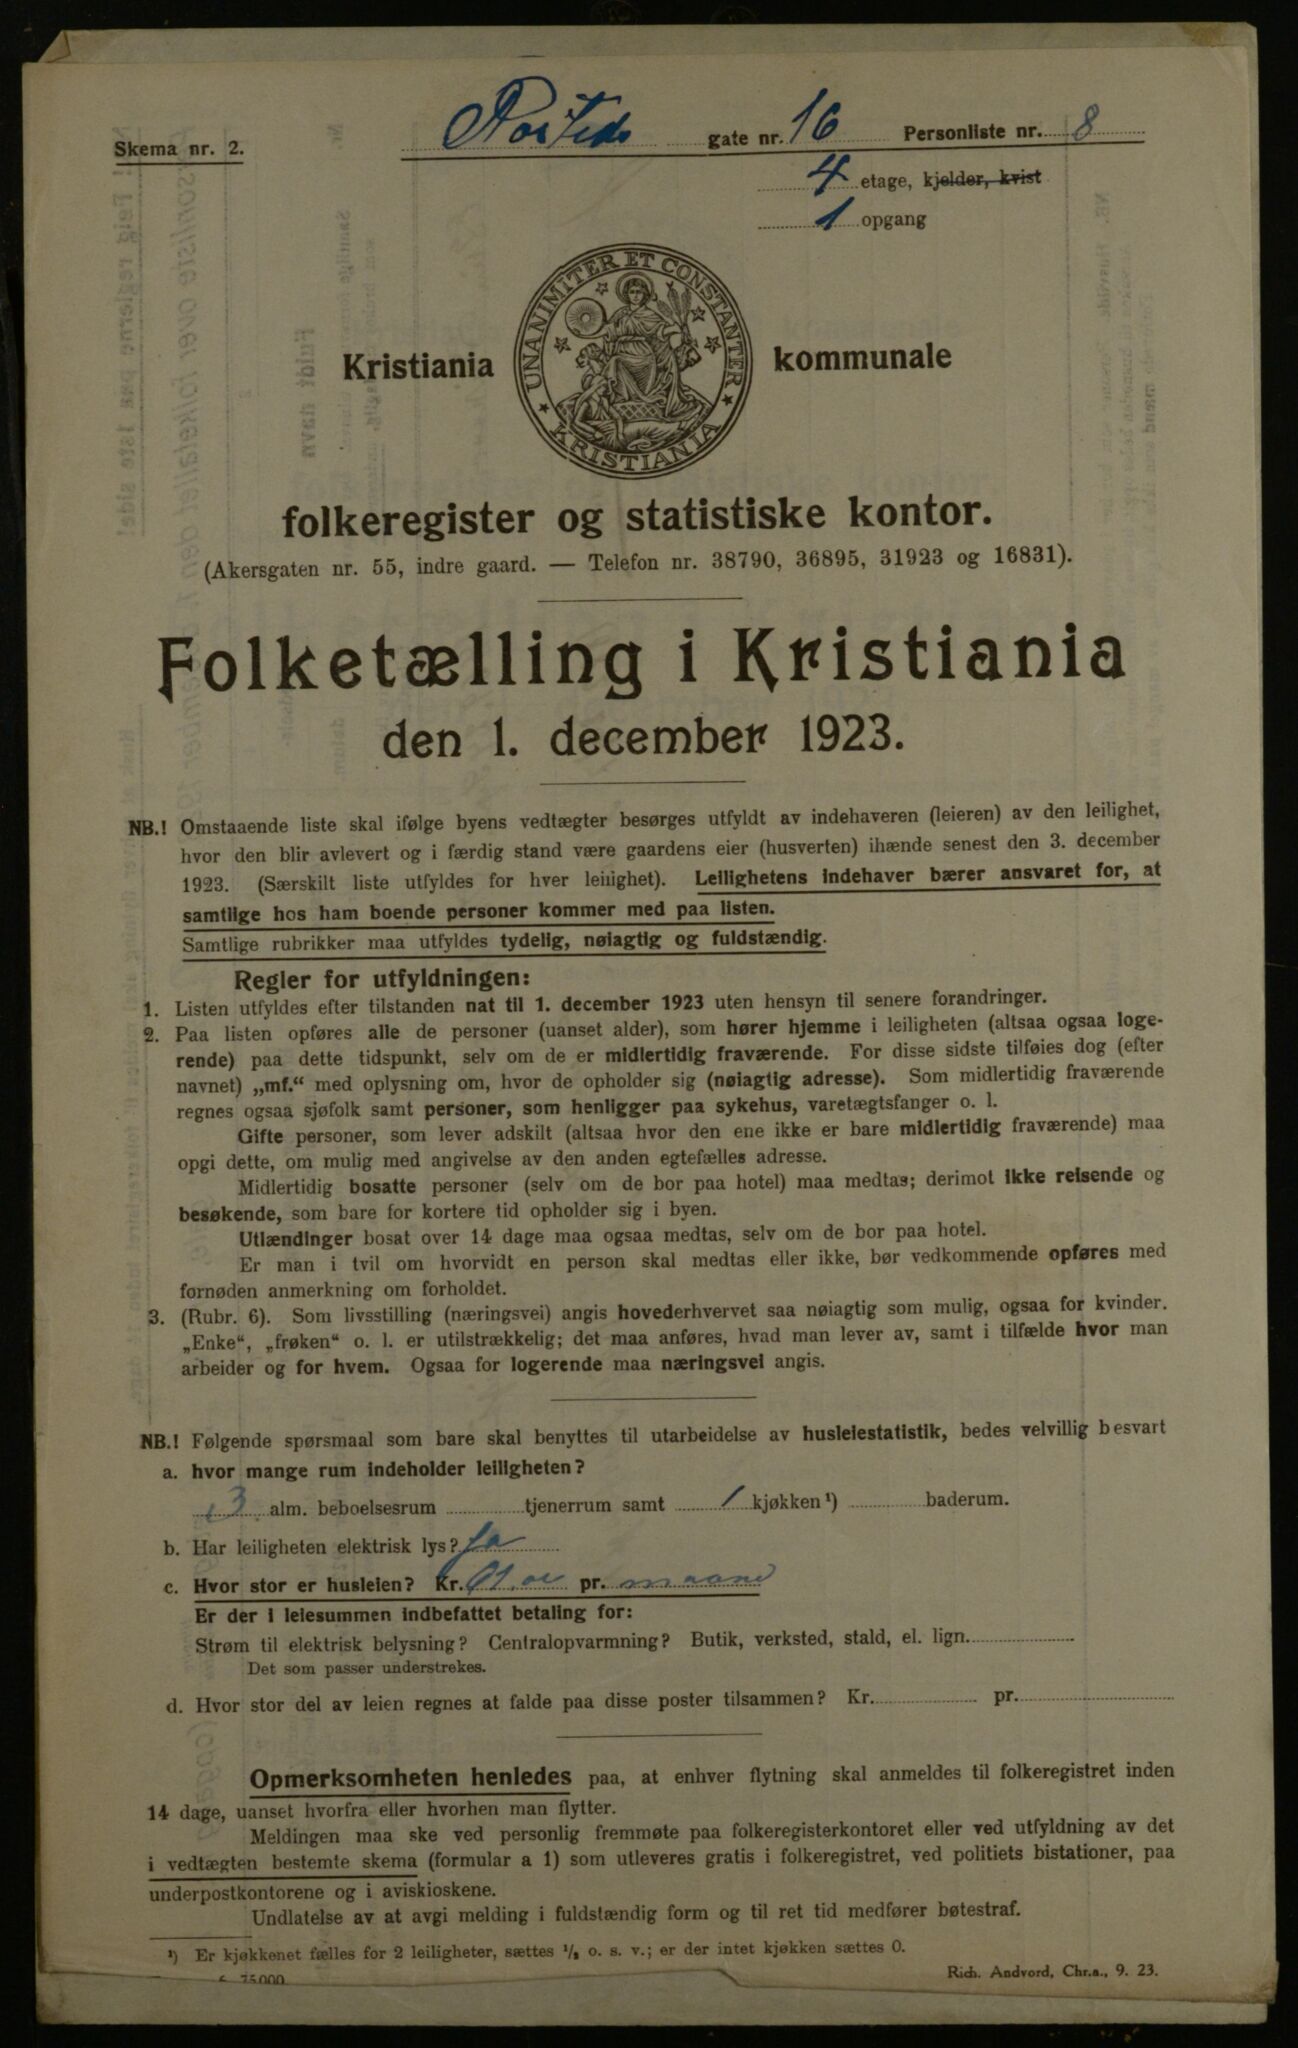 Skema nr. 2.
Rosteds gate nr. 16 Personliste nr. 8
4 etage, kjelder, kvist
1 opgang
UNANIMITER ET CONSTANTER
KRISTIANIA
Kristiania kommunale
folkeregister og statistiske kontor.
(Akersgaten nr. 55, indre gaard. — Telefon nr. 38790, 36895, 31923 og 16831).
Folketælling i Kristiania
den 1. december 1923.
NB.! Omstaaende liste skal ifølge byens vedtægter besørges utfyldt av indehaveren (leieren) av den leilighet,
hvor den blir avlevert og i færdig stand være gaardens eier (husverten) ihænde senest den 3. december
1923. (Særskilt liste utfyldes for hver leilighet). Leilighetens indehaver bærer ansvaret for, at
samtlige hos ham boende personer kommer med paa listen.
Samtlige rubrikker maa utfyldes tydelig, nøiagtig og fuldstændig.
Regler for utfyldningen:
1. Listen utfyldes efter tilstanden nat til 1. december 1923 uten hensyn til senere forandringer.
2. Paa listen opføres alle de personer (uanset alder), som hører hjemme i leiligheten (altsaa ogsaa loge-
rende) paa dette tidspunkt, selv om de er midlertidig fraværende. For disse sidste tilføies dog (efter
navnet) „mf.“ med oplysning om, hvor de opholder sig (nøiagtig adresse). Som midlertidig fraværende
regnes ogsaa sjøfolk samt personer, som henligger paa sykehus, varetægtsfanger o. l.
Gifte personer, som lever adskilt (altsaa hvor den ene ikke er bare midlertidig fraværende) maa
opgi dette, om mulig med angivelse av den anden egtefælles adresse.
Midlertidig bosatte personer (selv om de bor paa hotel) maa medtas; derimot ikke reisende og
besøkende, som bare for kortere tid opholder sig i byen.
Utlændinger bosat over 14 dage maa ogsaa medtas, selv om de bor paa hotel.
Er man i tvil om hvorvidt en person skal medtas eller ikke, bør vedkommende opføres med
fornøden anmerkning om forholdet.
3. (Rubr. 6). Som livsstilling (næringsvei) angis hovederhvervet saa nøiagtig som mulig, ogsaa for kvinder.
„Enke“, „frøken“ o. l. er utilstrækkelig; det maa anføres, hvad man lever av, samt i tilfælde hvor man
arbeider og for hvem. Ogsaa for logerende maa næringsvei angis.
NB.! Følgende spørsmaal som bare skal benyttes til utarbeidelse av husleiestatistik, bedes velvillig besvart
a. hvor mange rum indeholder leiligheten?
3 alm. beboelsesrum tjenerrum samt 1 kjøkken ¹) baderum.
b. Har leiligheten elektrisk lys? Ja
c. Hvor stor er husleien? Kr. pr. maane
Er der i leiesummen indbefattet betaling for:
Strøm til elektrisk belysning? Centralopvarmning? Butik, verksted, stald, el. lign.
Det som passer understrekes.
d. Hvor stor del av leien regnes at falde paa disse poster tilsammen? Kr. pr.
Opmerksomheten henledes paa, at enhver flytning skal anmeldes til folkeregistret inden
14 dage, uanset hvorfra eller hvorhen man flytter.
Meldingen maa ske ved personlig fremmøte paa folkeregisterkontoret eller ved utfyldning av det
i vedtægten bestemte skema (formular a 1) som utleveres gratis i folkeregistret, ved politiets bistationer, paa
underpostkontorene og i aviskioskene.
Undlatelse av at avgi melding i fuldstændig form og til ret tid medfører bøtestraf.
¹) Er kjøkkenet fælles for 2 leiligheter, sættes ½ o. s. v.; er der intet kjøkken sættes 0.
75000
Rich. Andvord, Chr.a., 9. 23.